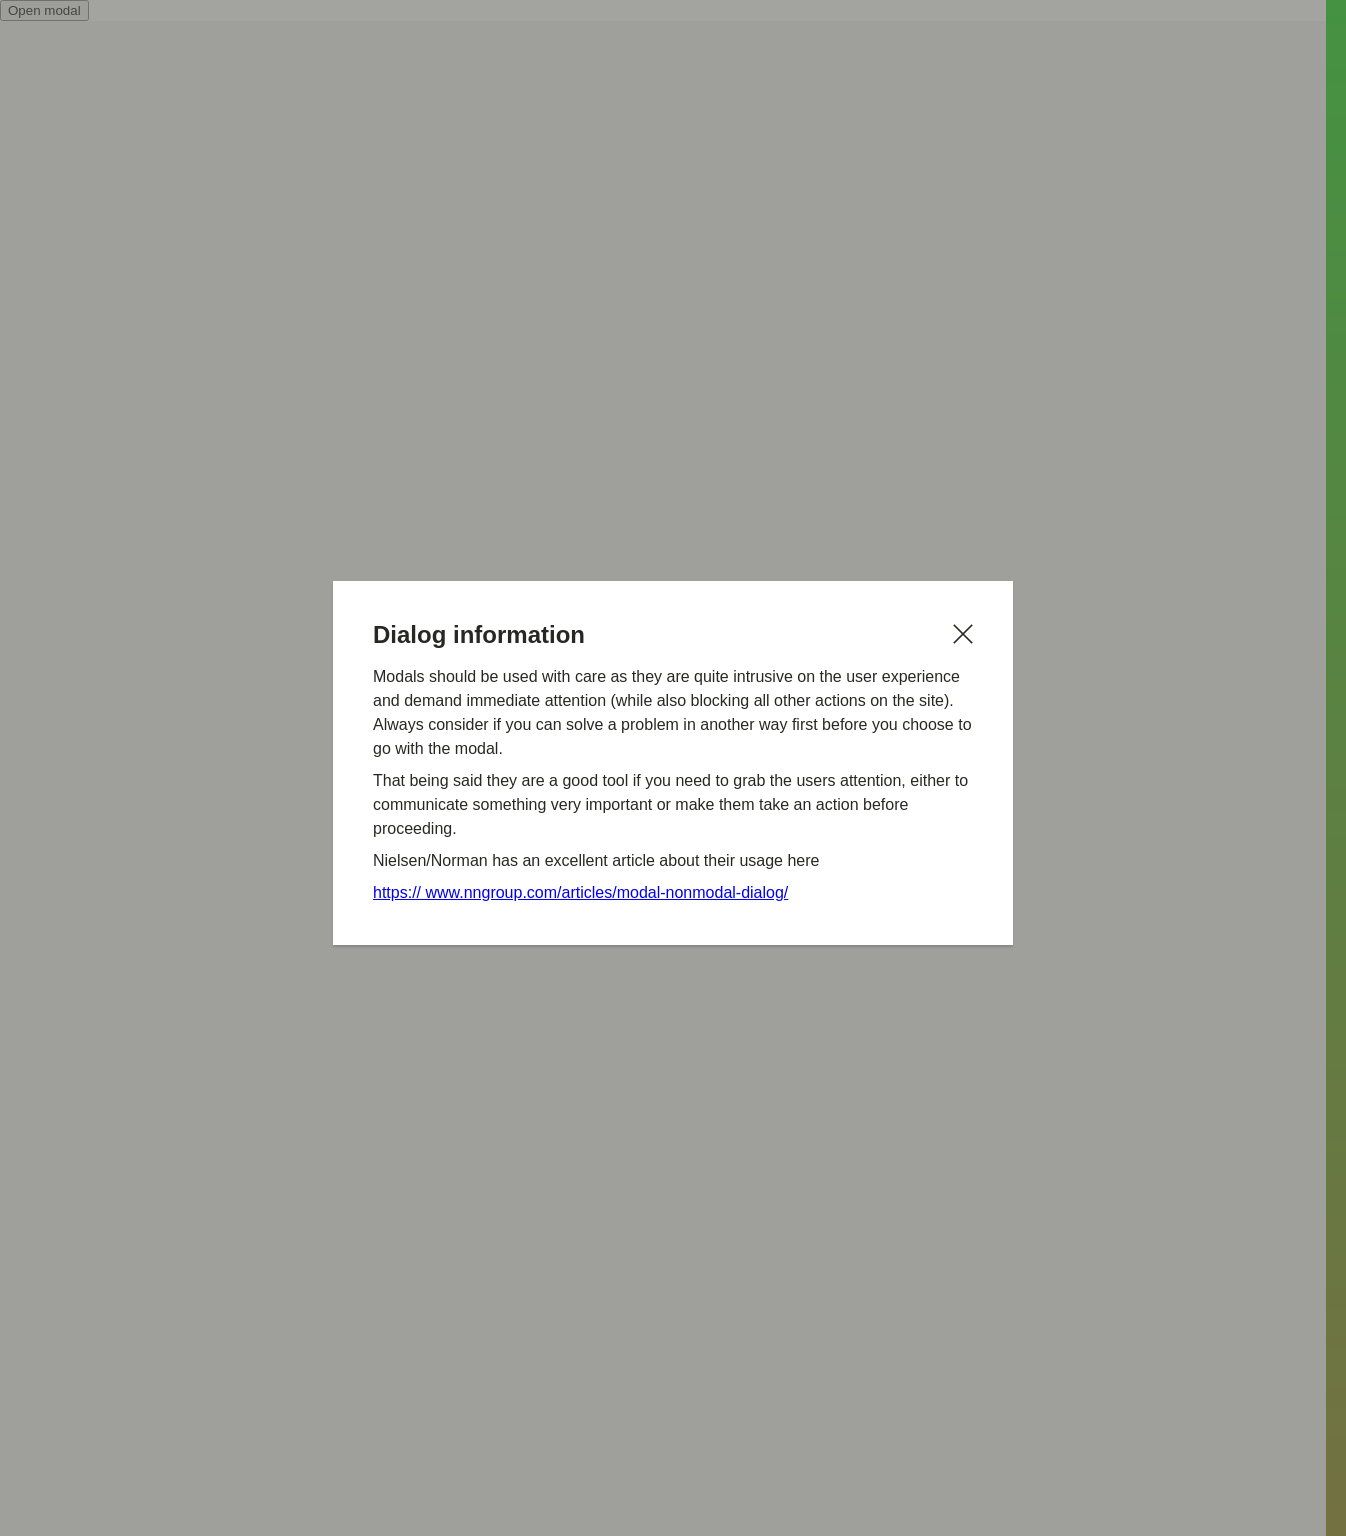 Open modal
Dialog information
Modals should be used with care as they are quite intrusive on the user experience
and demand immediate attention (while also blocking all other actions on the site).
Always consider if you can solve a problem in another way first before you choose to
go with the modal.
That being said they are a good tool if you need to grab the users attention, either to
communicate something very important or make them take an action before
proceeding.
Nielsen/Norman has an excellent article about their usage here
https:// www.nngroup.com/articles/modal-nonmodal-dialog/